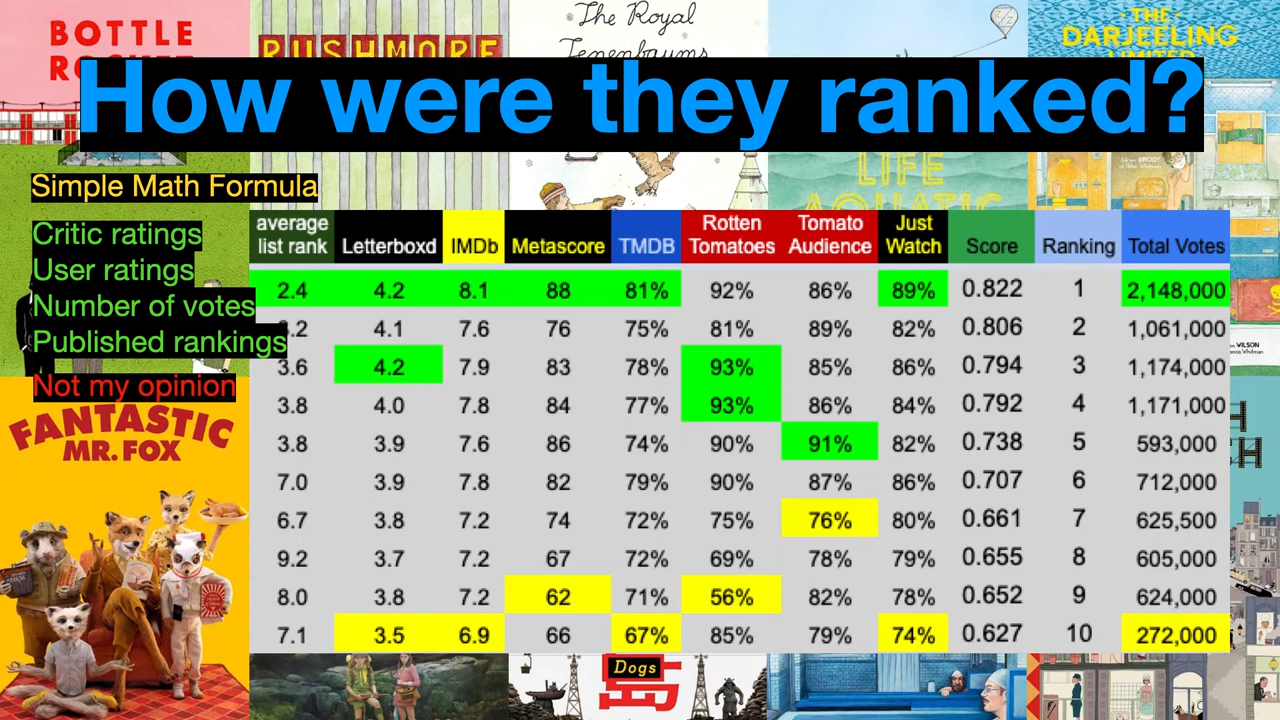 BOTTLE
RUSHMORE
The Royal
Tenenbaums
THE
DARJEELING
How were they ranked?
Simple Math Formula
Critic ratings
User ratings
Number of votes
Published rankings
Not my opinion
LIFE
AQUATIC
Adrien BRODY
WILSON
FANTASTIC
MR. FOX
average list rank Letterboxd IMDb Metascore TMDB Rotten Tomatoes Tomato Audience Just Watch Score Ranking Total Votes
2.4 4.2 8.1 88 81% 92% 86% 89% 0.822 1 2,148,000
.2 4.1 7.6 76 75% 81% 89% 82% 0.806 2 1,061,000
3.6 4.2 7.9 83 78% 93% 85% 86% 0.794 3 1,174,000
3.8 4.0 7.8 84 77% 93% 86% 84% 0.792 4 1,171,000
3.8 3.9 7.6 86 74% 90% 91% 82% 0.738 5 593,000
7.0 3.9 7.8 82 79% 90% 87% 86% 0.707 6 712,000
6.7 3.8 7.2 74 72% 75% 76% 80% 0.661 7 625,500
9.2 3.7 7.2 67 72% 69% 78% 79% 0.655 8 605,000
8.0 3.8 7.2 62 71% 56% 82% 78% 0.652 9 624,000
7.1 3.5 6.9 66 67% 85% 79% 74% 0.627 10 272,000
Dogs